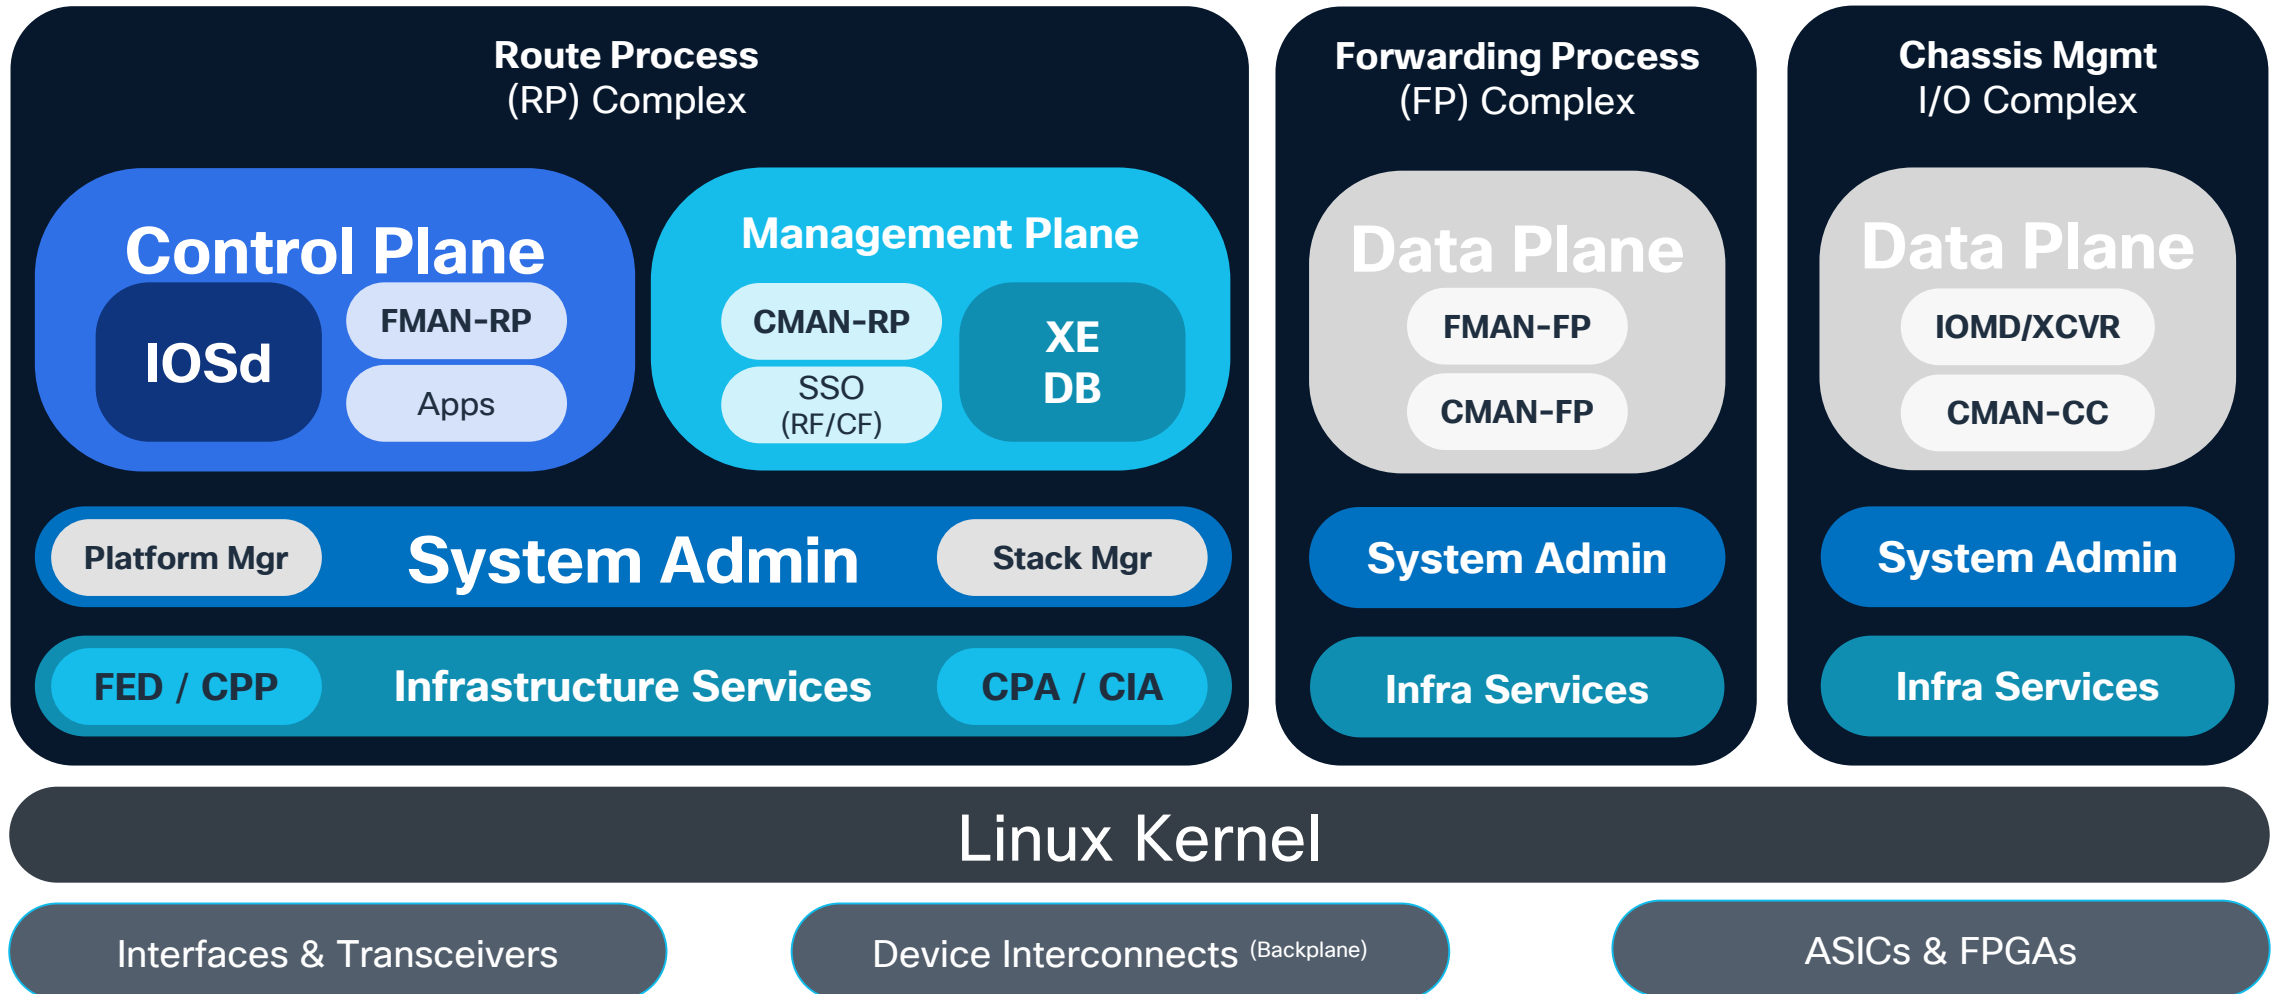 Route Process
(RP) Complex
Control Plane
IOSd
FMAN-RP
Apps
Management Plane
CMAN-RP
SSO
(RF/CF)
XE
DB
Platform Mgr
System Admin
Stack Mgr
FED / CPP
Infrastructure Services
CPA / CIA
Forwarding Process
(FP) Complex
Data Plane
FMAN-FP
CMAN-FP
System Admin
Infra Services
Chassis Mgmt
I/O Complex
Data Plane
IOMD/XCVR
CMAN-CC
System Admin
Infra Services
Linux Kernel
Interfaces & Transceivers
Device Interconnects (Backplane)
ASICs & FPGAs